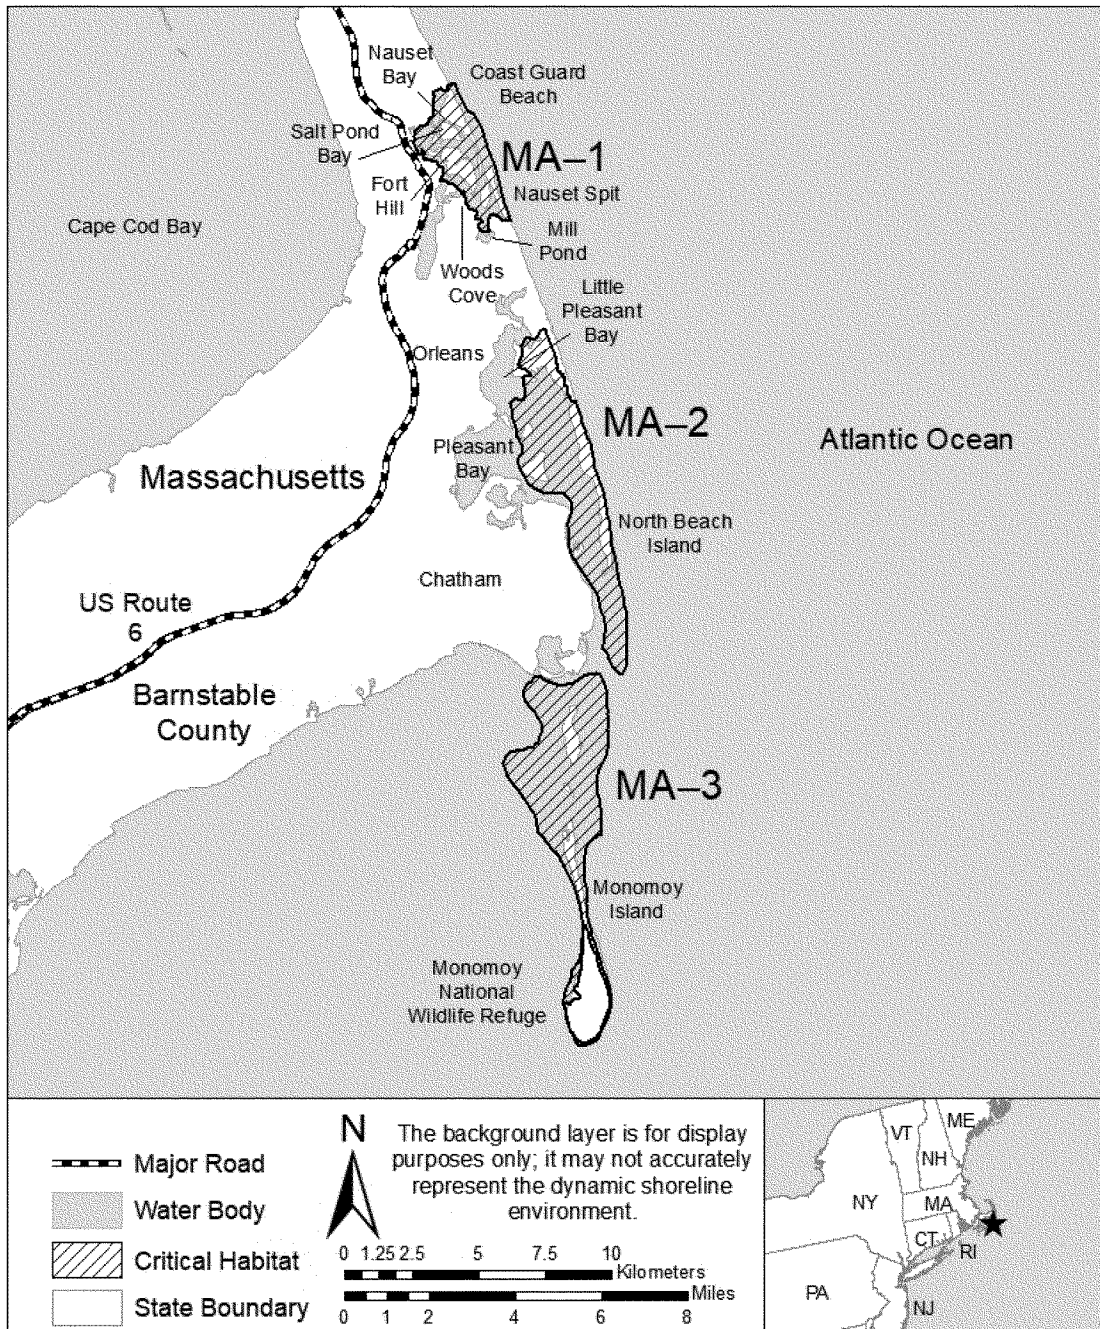 Nauset
Bay
Coast Guard
Beach
Salt Pond
Bay
MA–1
Fort
Hill
Nauset Spit
Cape Cod Bay
Mill
Pond
Woods
Cove
Little
Pleasant
Bay
Orleans
MA–2
Atlantic Ocean
Pleasant
Bay
Massachusetts
North Beach
Island
Chatham
US Route
6
Barnstable
County
MA–3
Monomoy
Island
Monomoy
National
Wildlife Refuge
Major Road
Water Body
Critical Habitat
State Boundary
N
The background layer is for display
purposes only; it may not accurately
represent the dynamic shoreline
environment.
0 1.25 2.5 5 7.5 10
Kilometers
Miles
0 1 2 4 6 8
VT
ME
NH
NY
MA
CT
RI
PA
NJ